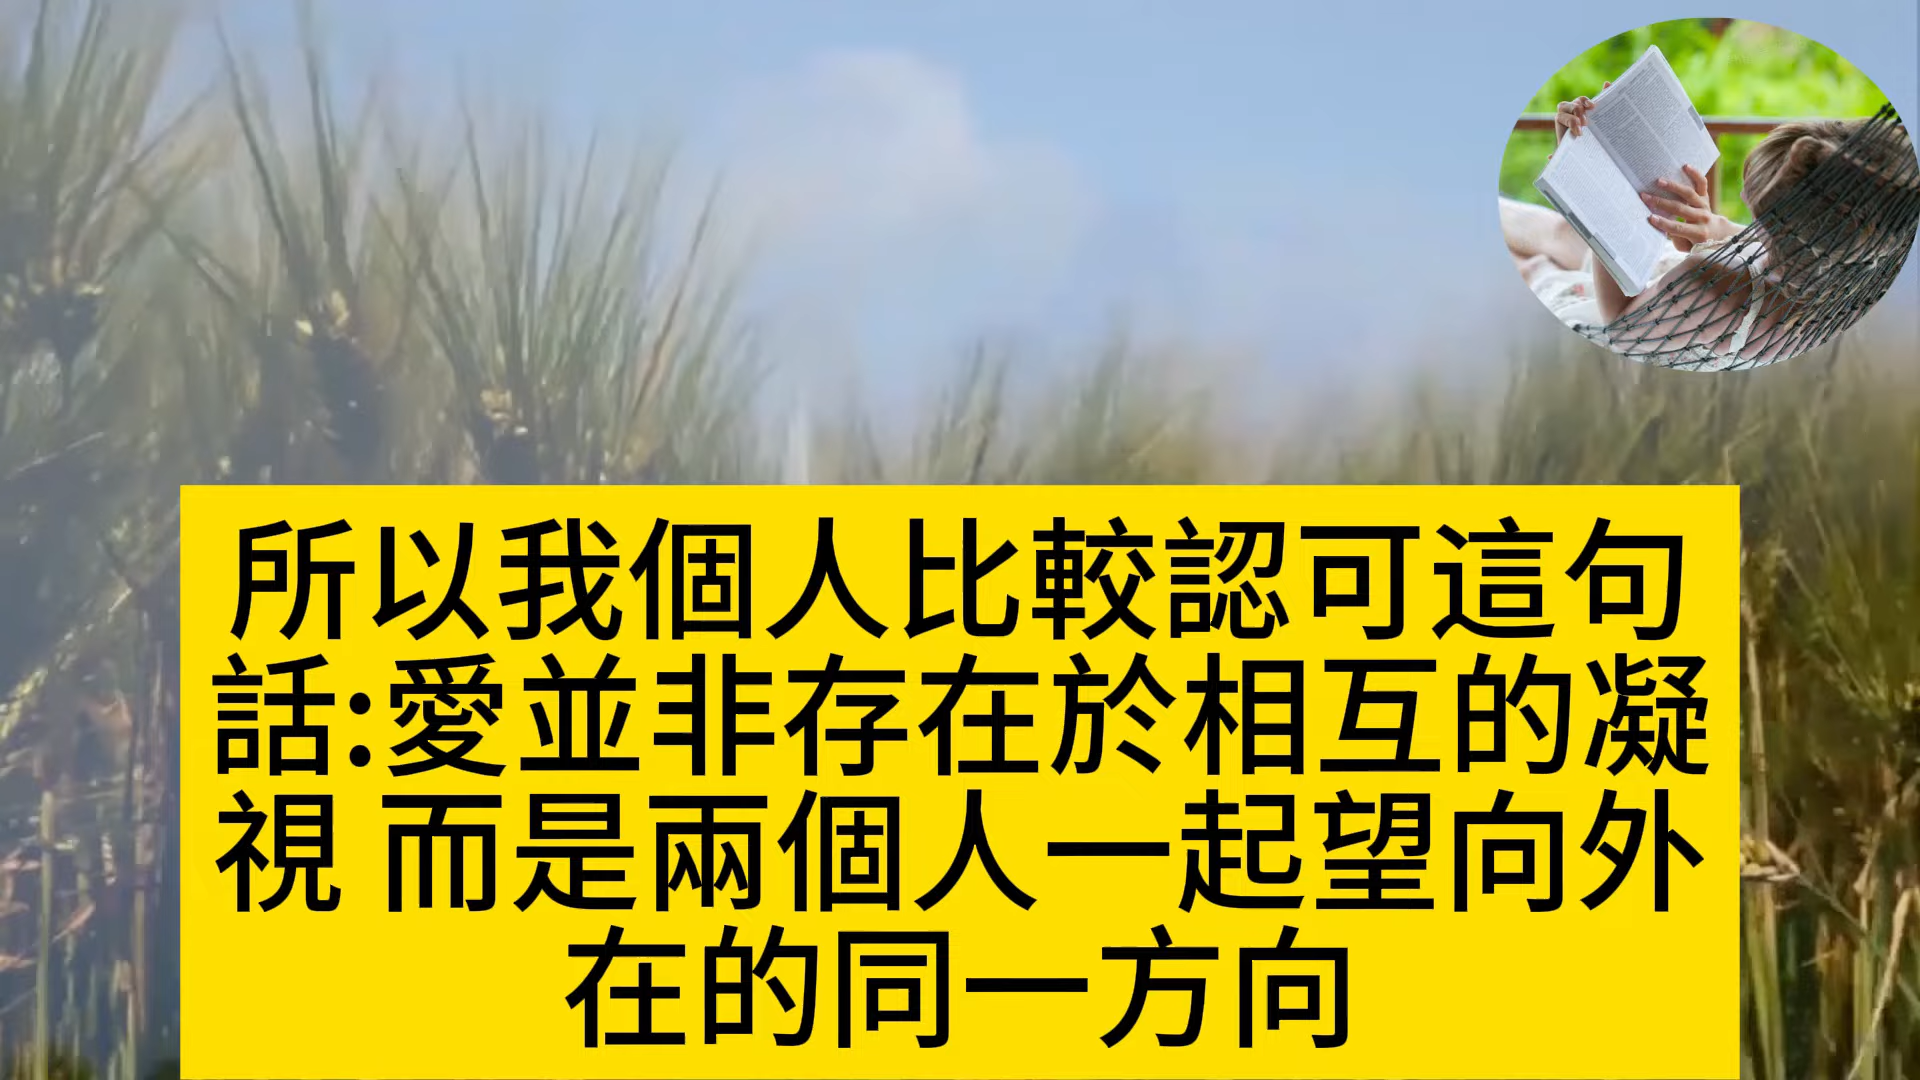 所以我個人比較認可這句
話:愛並非存在於相互的凝
視 而是兩個人一起望向外
在的同一方向